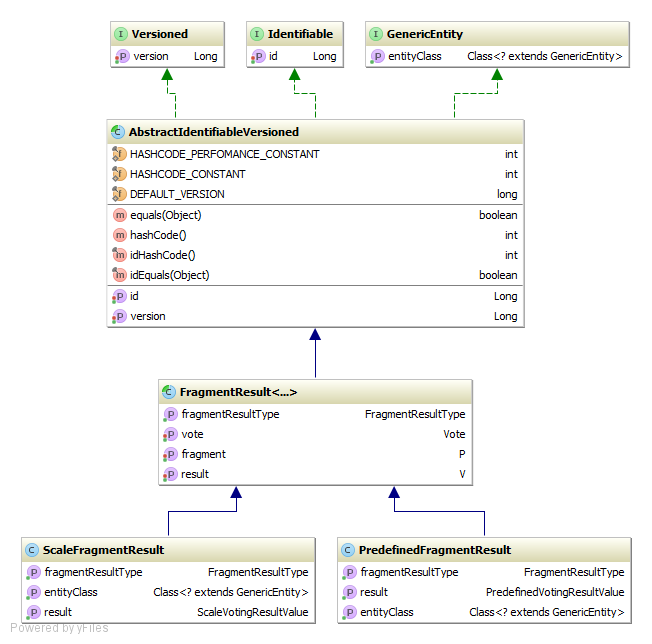 Versioned
version Long
Identifiable
id Long
GenericEntity
entityClass Class<? extends GenericEntity>
AbstractIdentifiableVersioned
HASHCODE_PERFOMANCE_CONSTANT int
HASHCODE_CONSTANT int
DEFAULT_VERSION long
equals(Object) boolean
hashCode() int
idHashCode() int
idEquals(Object) boolean
id Long
version Long
FragmentResult<...>
fragmentResultType FragmentResultType
vote Vote
fragment P
result V
ScaleFragmentResult
fragmentResultType FragmentResultType
entityClass Class<? extends GenericEntity>
result ScaleVotingResultValue
PredefinedFragmentResult
fragmentResultType FragmentResultType
result PredefinedVotingResultValue
entityClass Class<? extends GenericEntity>
Powered by yFiles